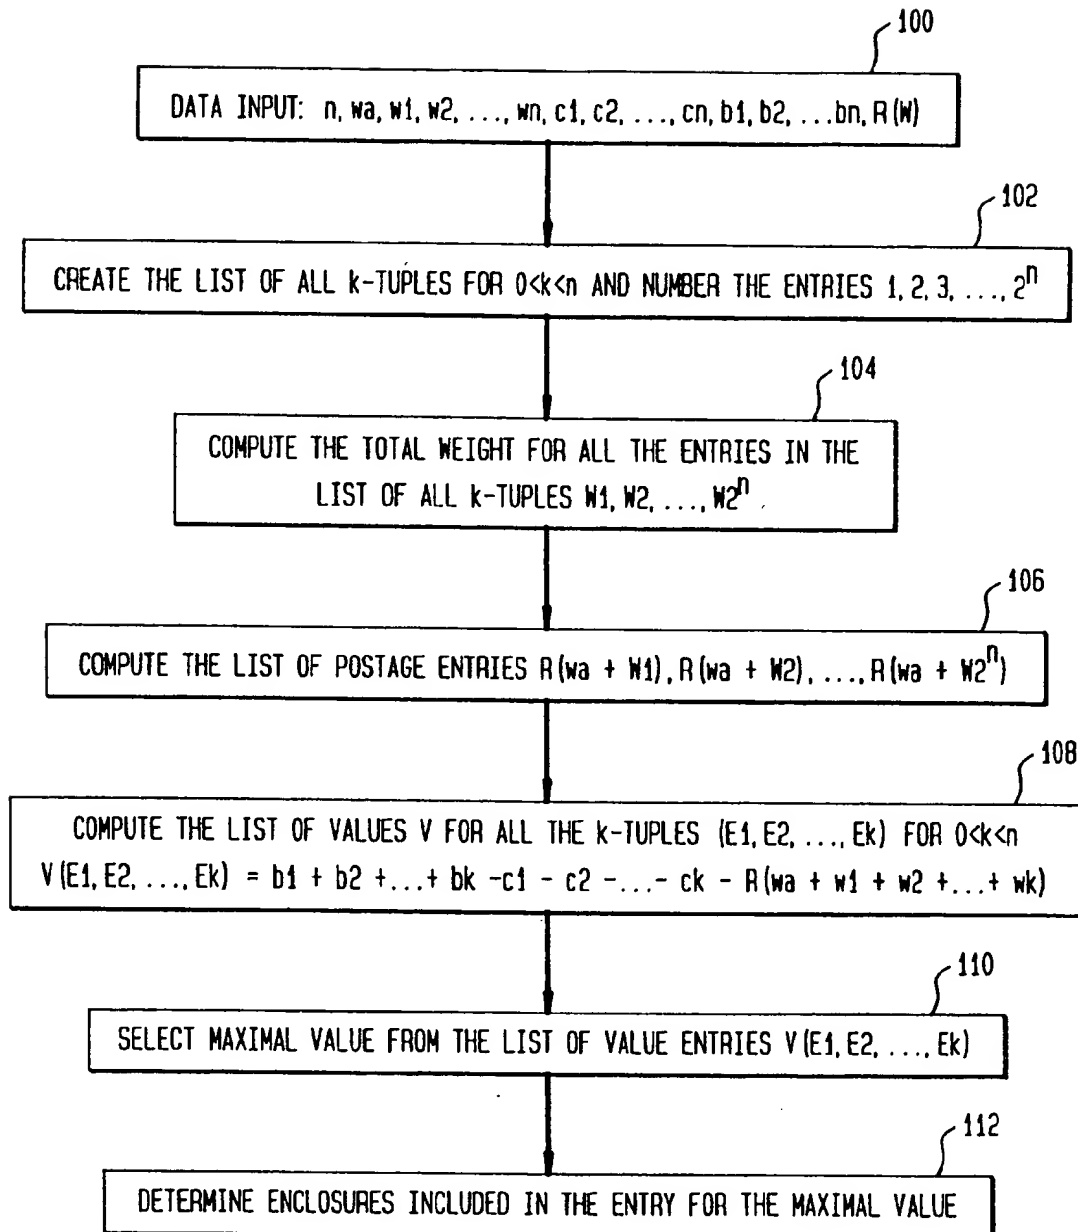 100
DATA INPUT: n, wa, w1, w2, ..., wn, c1, c2, ..., cn, b1, b2, ...bn, R(W)
102
CREATE THE LIST OF ALL k-TUPLES FOR 0<k<n AND NUMBER THE ENTRIES 1, 2, 3, ..., 2ⁿ
104
COMPUTE THE TOTAL WEIGHT FOR ALL THE ENTRIES IN THE
LIST OF ALL k-TUPLES W1, W2, ..., W2ⁿ
106
COMPUTE THE LIST OF POSTAGE ENTRIES R(wa + W1), R(wa + W2), ..., R(wa + W2ⁿ)
108
COMPUTE THE LIST OF VALUES V FOR ALL THE k-TUPLES (E1, E2, ..., Ek) FOR 0<k<n
V(E1, E2, ..., Ek) = b1 + b2 +...+ bk -c1 - c2 -...- ck - R(wa + w1 + w2 +...+ wk)
110
SELECT MAXIMAL VALUE FROM THE LIST OF VALUE ENTRIES V(E1, E2, ..., Ek)
112
DETERMINE ENCLOSURES INCLUDED IN THE ENTRY FOR THE MAXIMAL VALUE